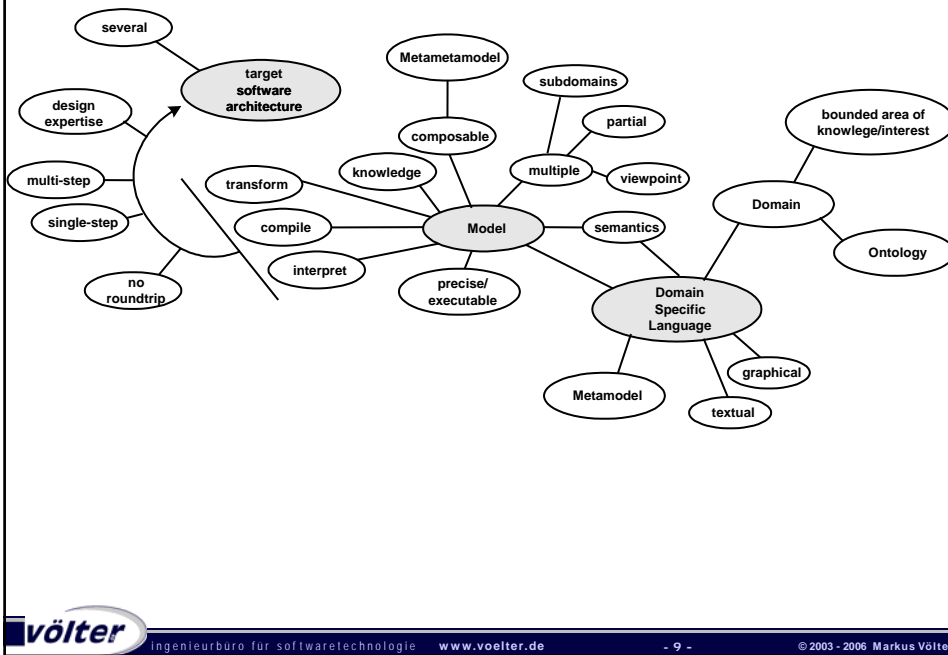 several
target
software
architecture
design
expertise
multi-step
single-step
no
roundtrip
transform
compile
interpret
knowledge
Metametamodel
composable
Model
precise/
executable
subdomains
partial
multiple
viewpoint
semantics
bounded area of
knowlege/interest
Domain
Ontology
Domain
Specific
Language
Metamodel
graphical
textual
völter
ingenieurbüro für softwaretechnologie www.voelter.de - 9 - © 2003 - 2006 Markus Völte